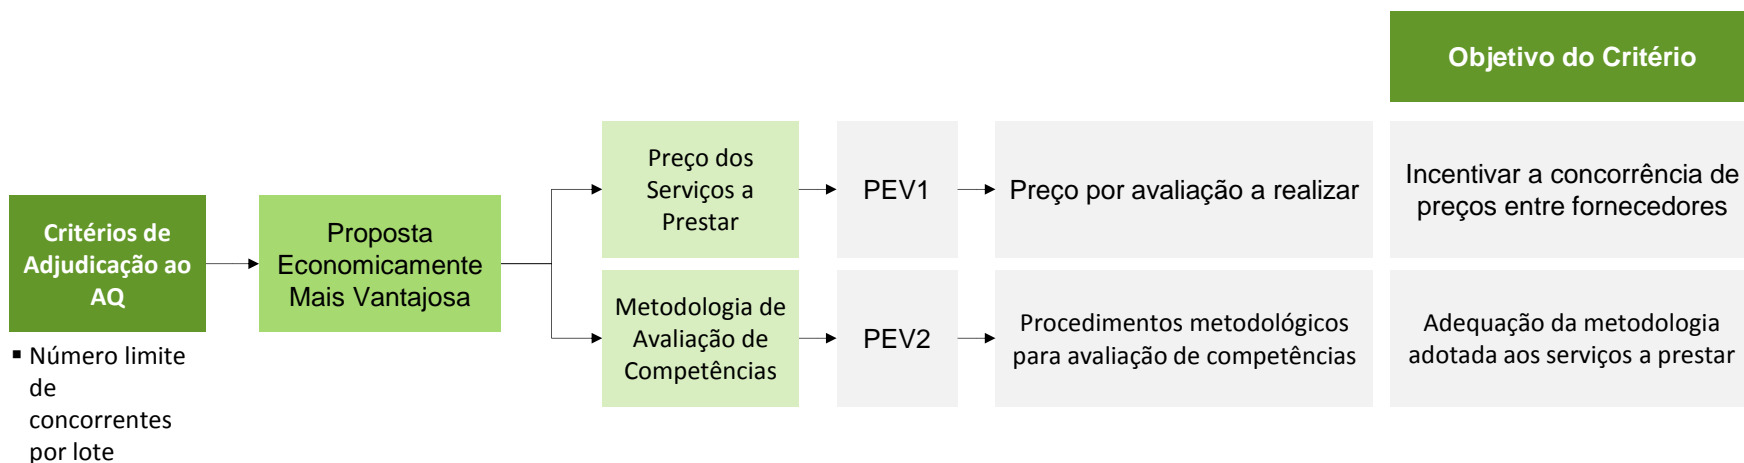 Objetivo do Critério
Critérios de
Adjudicação ao
AQ
▪ Número limite
de
concorrentes
por lote
Proposta
Economicamente
Mais Vantajosa
Preço dos
Serviços a
Prestar
PEV1
Preço por avaliação a realizar
Incentivar a concorrência de
preços entre fornecedores
Metodologia de
Avaliação de
Competências
PEV2
Procedimentos metodológicos
para avaliação de competências
Adequação da metodologia
adotada aos serviços a prestar